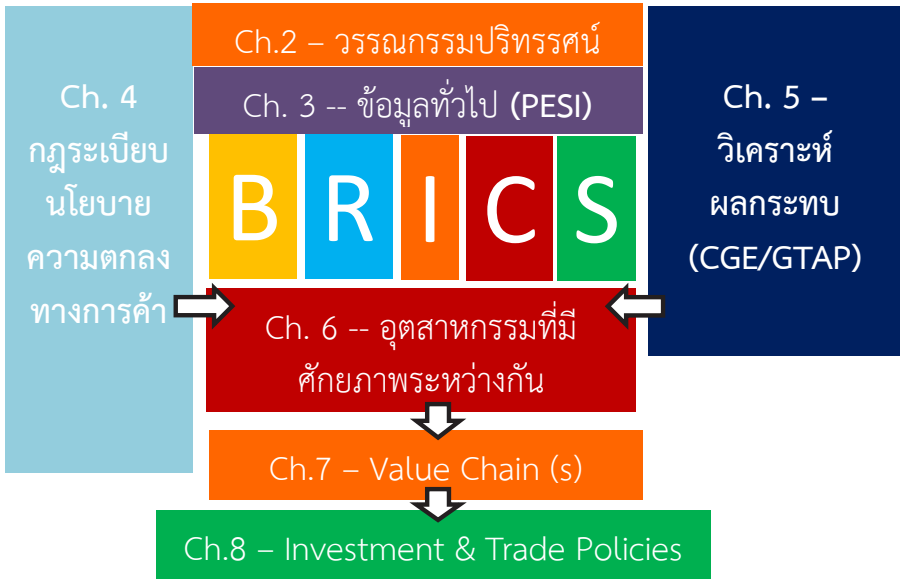 Ch.2 – วรรณกรรมปริทรรศน์
Ch. 3 -- ข้อมูลทั่วไป (PESI)
Ch. 4
กฎระเบียบ
นโยบาย
ความตกลง
ทางการค้า
B R I C S
Ch. 5 –
วิเคราะห์
ผลกระทบ
(CGE/GTAP)
Ch. 6 -- อุตสาหกรรมที่มี
ศักยภาพระหว่างกัน
Ch.7 – Value Chain (s)
Ch.8 – Investment & Trade Policies